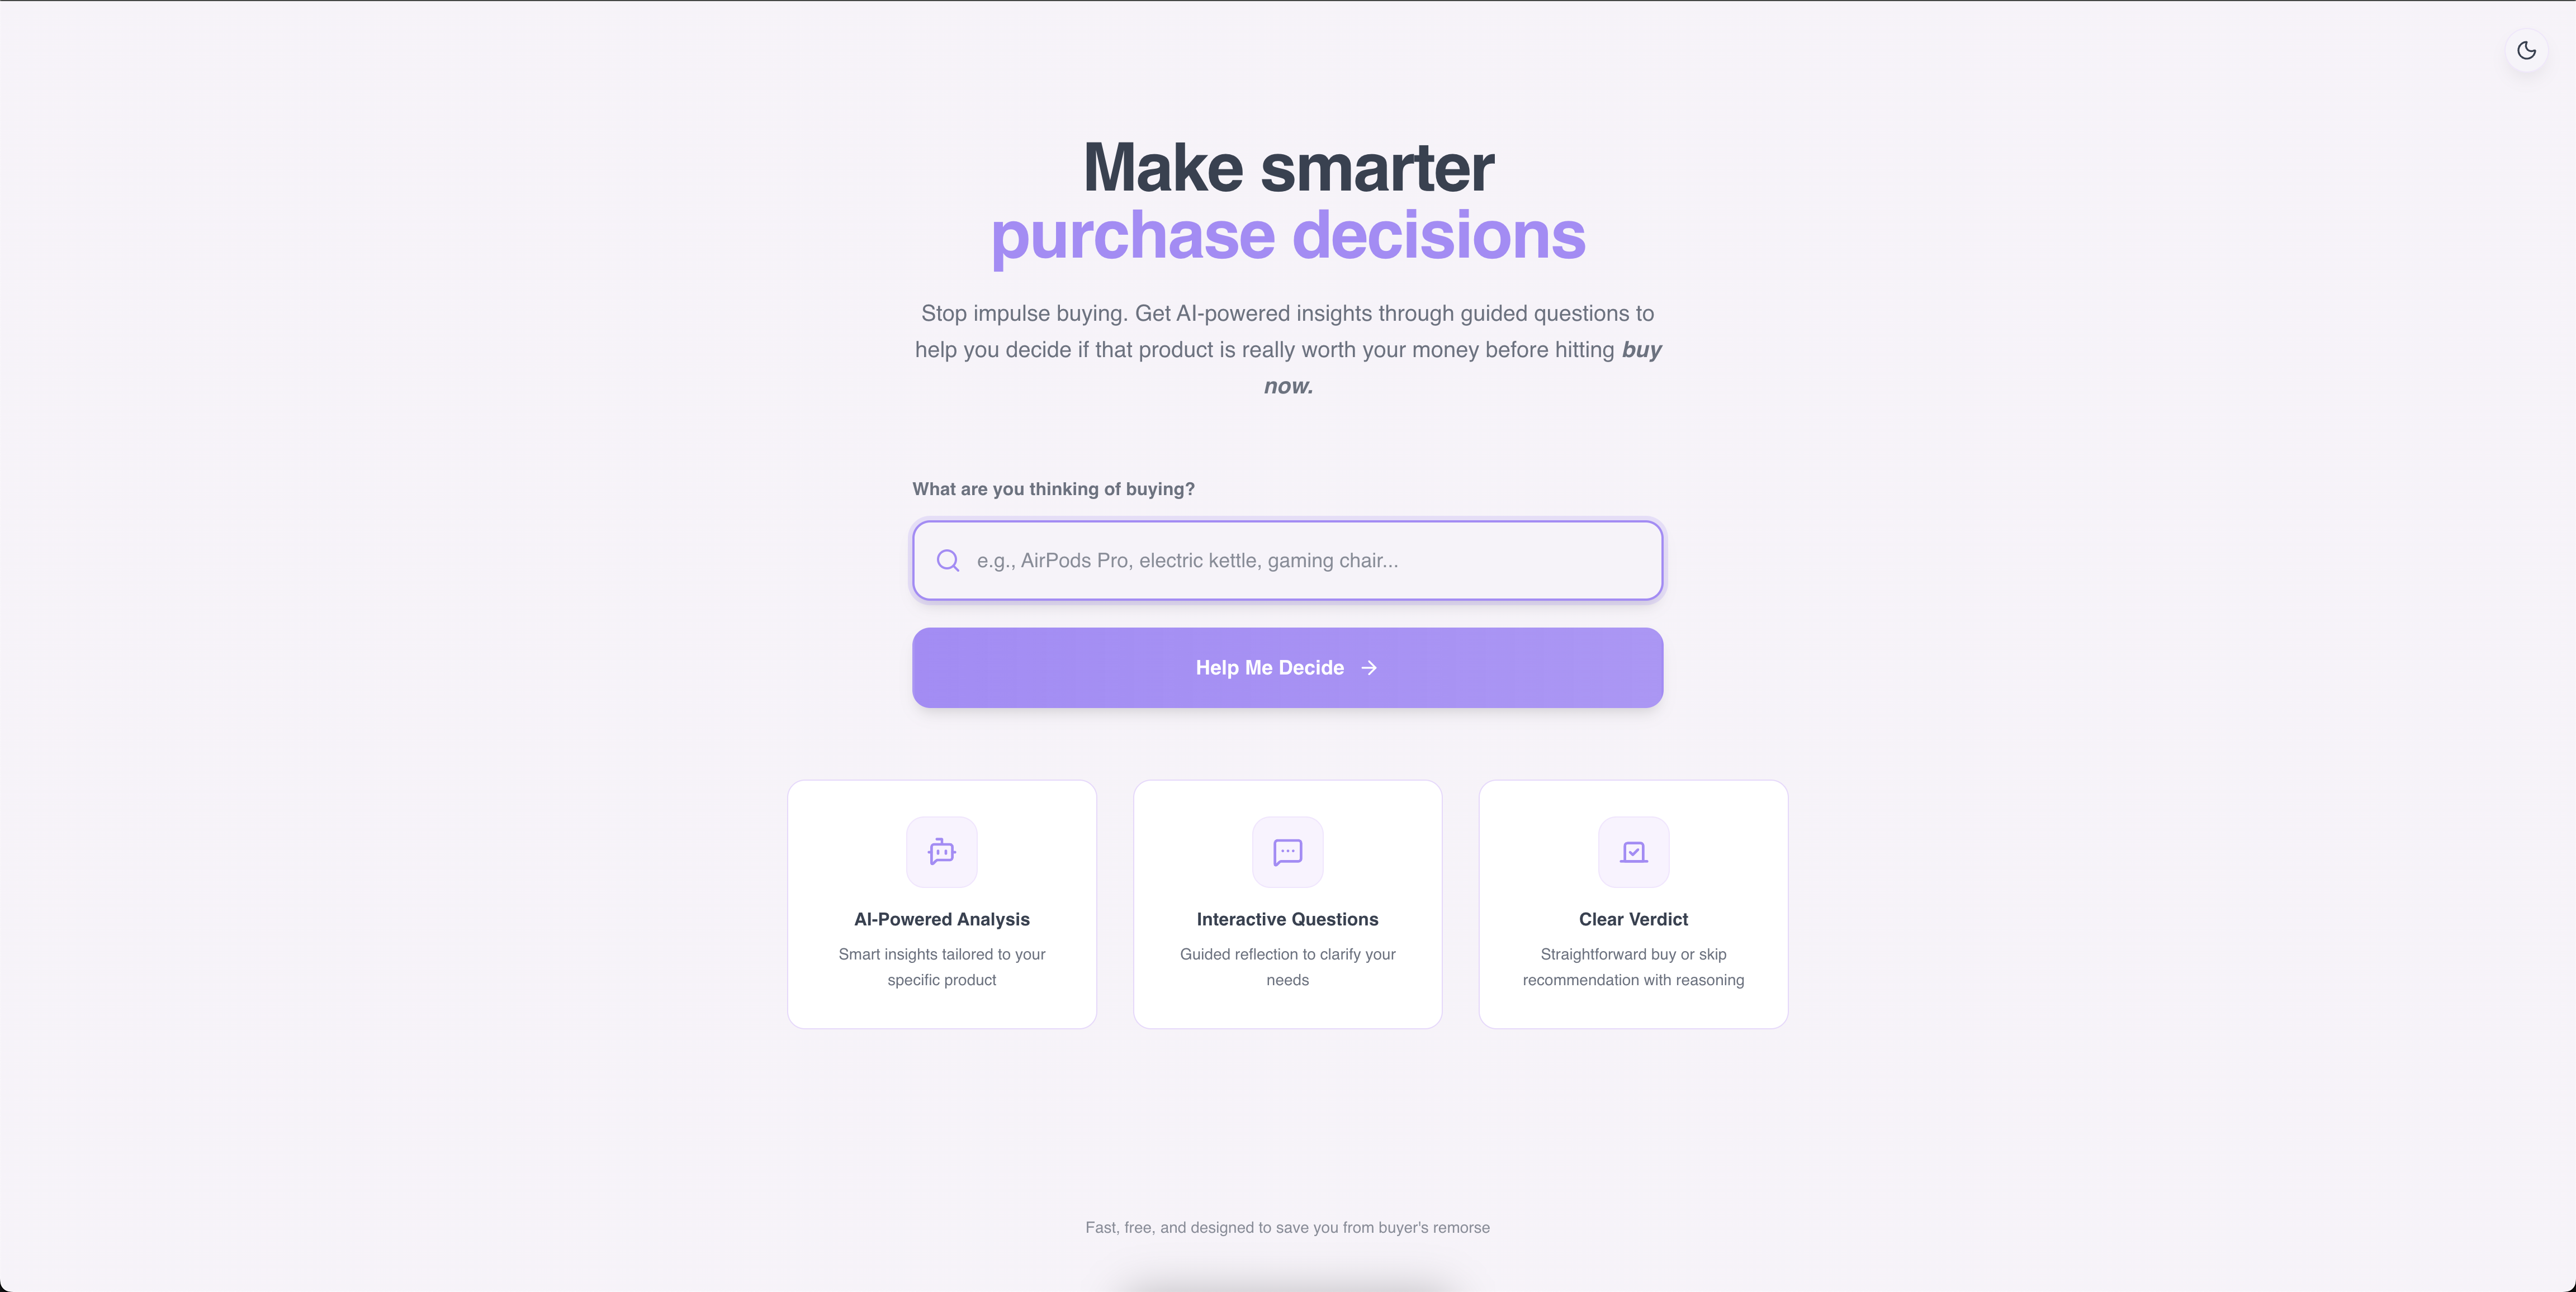 Make smarter
purchase decisions
Stop impulse buying. Get AI-powered insights through guided questions to
help you decide if that product is really worth your money before hitting buy
now.
What are you thinking of buying?
e.g., AirPods Pro, electric kettle, gaming chair...
Help Me Decide
AI-Powered Analysis
Smart insights tailored to your
specific product
Interactive Questions
Guided reflection to clarify your
needs
Clear Verdict
Straightforward buy or skip
recommendation with reasoning
Fast, free, and designed to save you from buyer's remorse